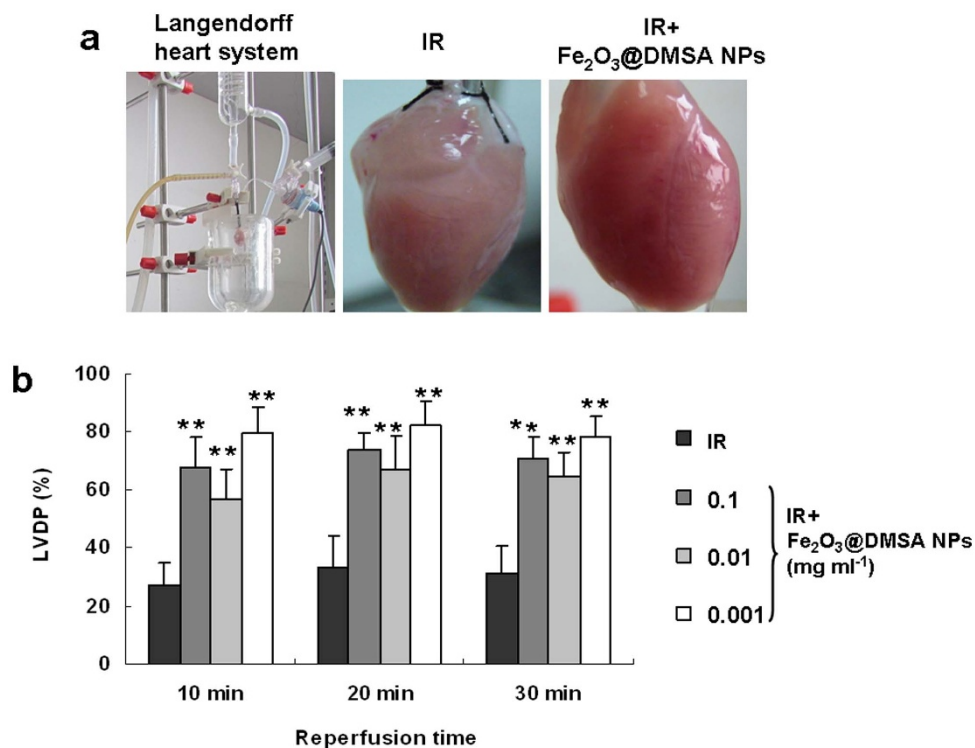 a
Langendorff
heart system
IR
IR+
Fe₂O₃@DMSA NPs
b
LVDP (%)
100
80
60
40
20
0
** ** **
** ** **
** ** **
10 min 20 min 30 min
Reperfusion time
IR
0.1
0.01
0.001
IR+
Fe₂O₃@DMSA NPs
(mg ml⁻¹)